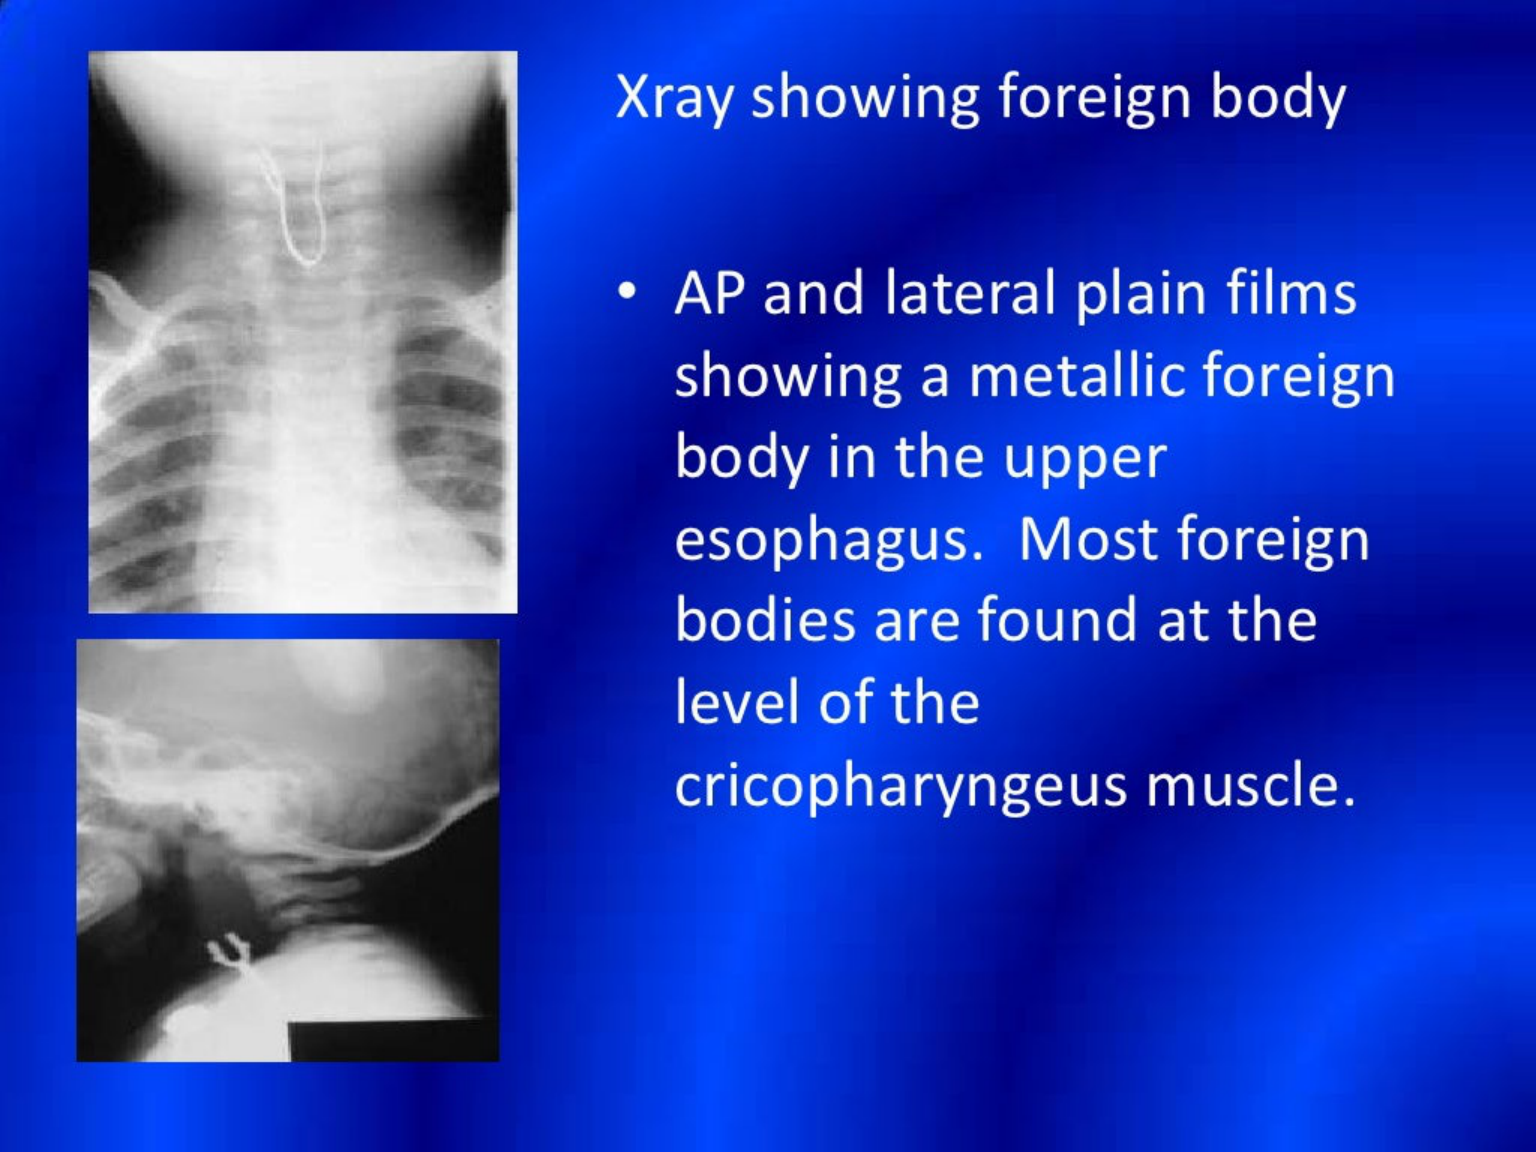 Xray showing foreign body
• AP and lateral plain films
showing a metallic foreign
body in the upper
esophagus.  Most foreign
bodies are found at the
level of the
cricopharyngeus muscle.